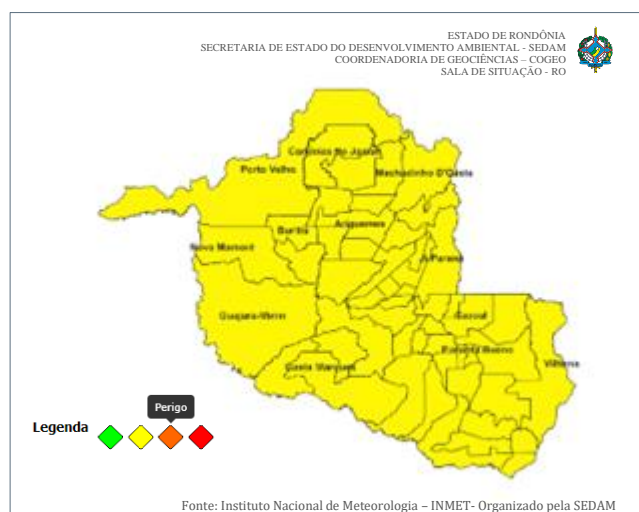 ESTADO DE RONDÔNIA
SECRETARIA DE ESTADO DO DESENVOLVIMENTO AMBIENTAL - SEDAM
COORDENADORIA DE GEOCIÊNCIAS – COGEO
SALA DE SITUAÇÃO - RO
Porto Velho
Machadinho D'Oeste
Buritis
Ariquemes
Nova Mamoré
Ji-Paraná
Guajará-Mirim
Cacoal
Pimenta Bueno
Vilhena
Costa Marques
Perigo
Legenda
Fonte: Instituto Nacional de Meteorologia – INMET- Organizado pela SEDAM